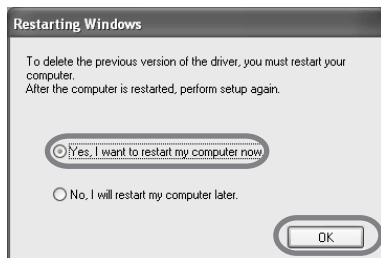 Restarting Windows
To delete the previous version of the driver, you must restart your
computer.
After the computer is restarted, perform setup again.
Yes, I want to restart my computer now.
No, I will restart my computer later.
OK